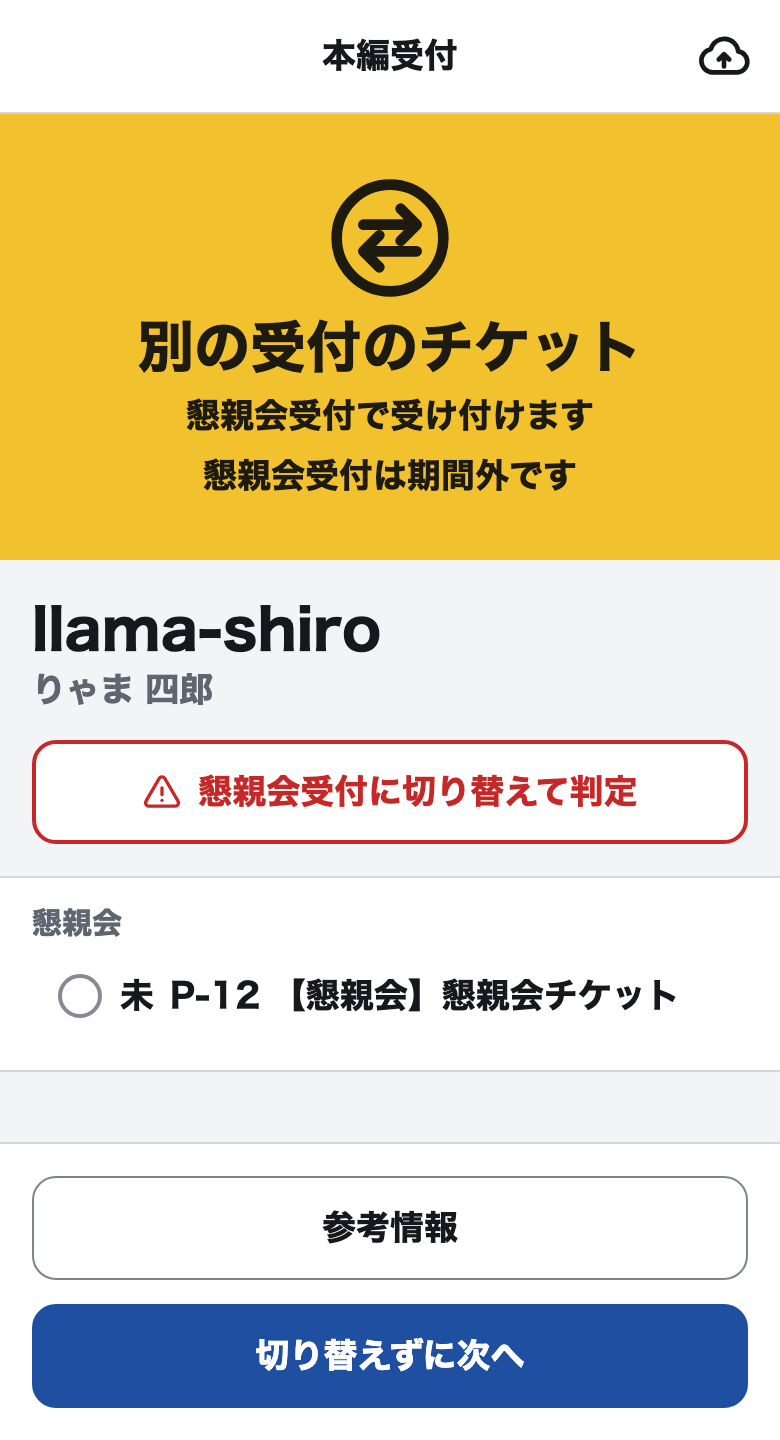 本編受付
別の受付のチケット
懇親会受付で受け付けます
懇親会受付は期間外です
llama-shiro
りゃま 四郎
懇親会受付に切り替えて判定
懇親会
未 P-12 【懇親会】懇親会チケット
参考情報
切り替えずに次へ